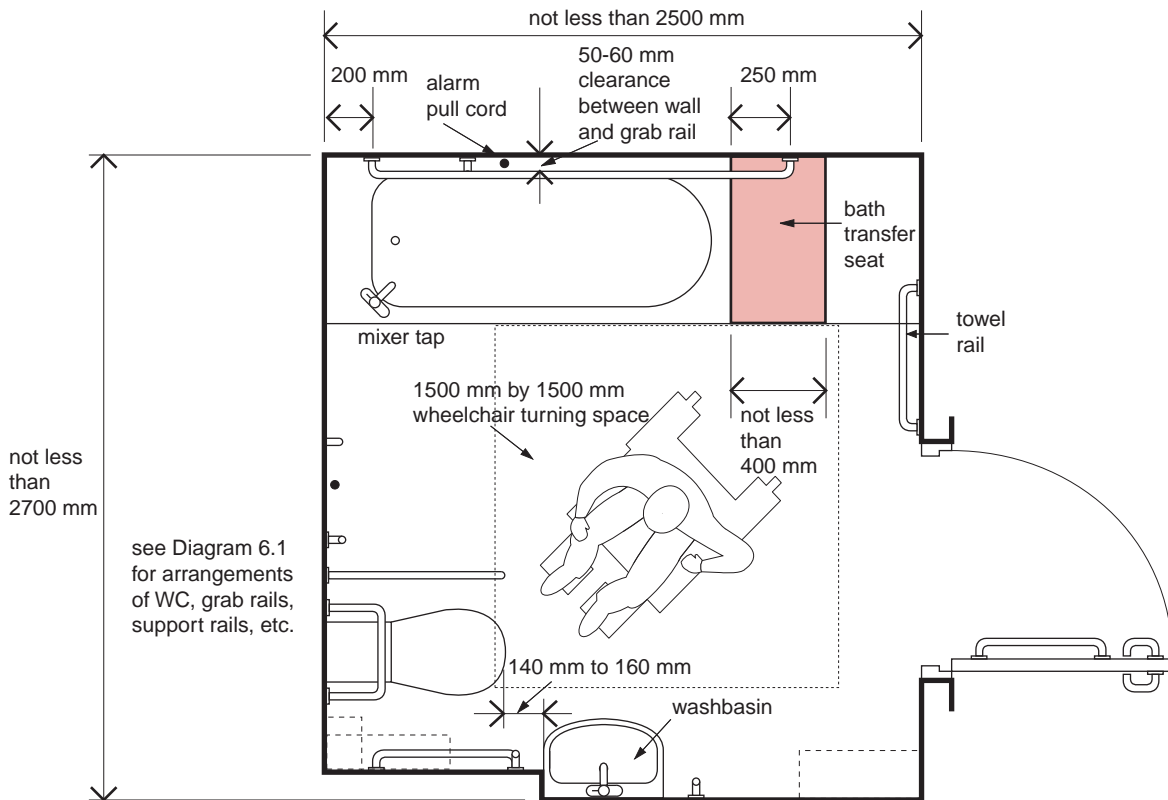 not less than 2500 mm
200 mm
alarm
pull cord
50-60 mm
clearance
between wall
and grab rail
250 mm
bath
transfer
seat
towel
rail
mixer tap
1500 mm by 1500 mm
wheelchair turning space
not less
than
400 mm
not less
than
2700 mm
see Diagram 6.1
for arrangements
of WC, grab rails,
support rails, etc.
140 mm to 160 mm
washbasin